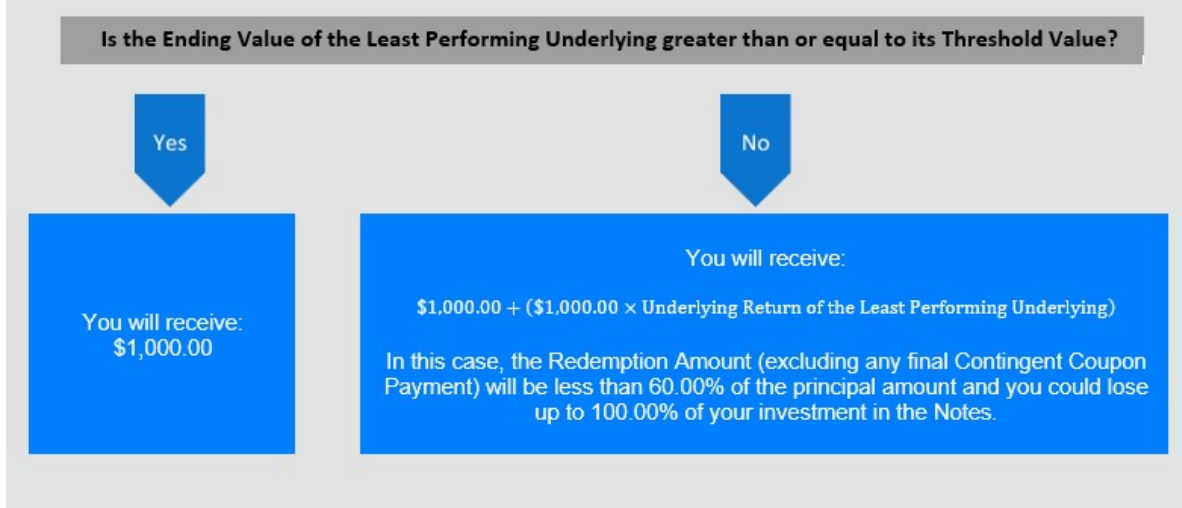 Is the Ending Value of the Least Performing Underlying greater than or equal to its Threshold Value?
Yes
No
You will receive:
$1,000.00
You will receive:
$1,000.00 + ($1,000.00 × Underlying Return of the Least Performing Underlying)
In this case, the Redemption Amount (excluding any final Contingent Coupon
Payment) will be less than 60.00% of the principal amount and you could lose
up to 100.00% of your investment in the Notes.